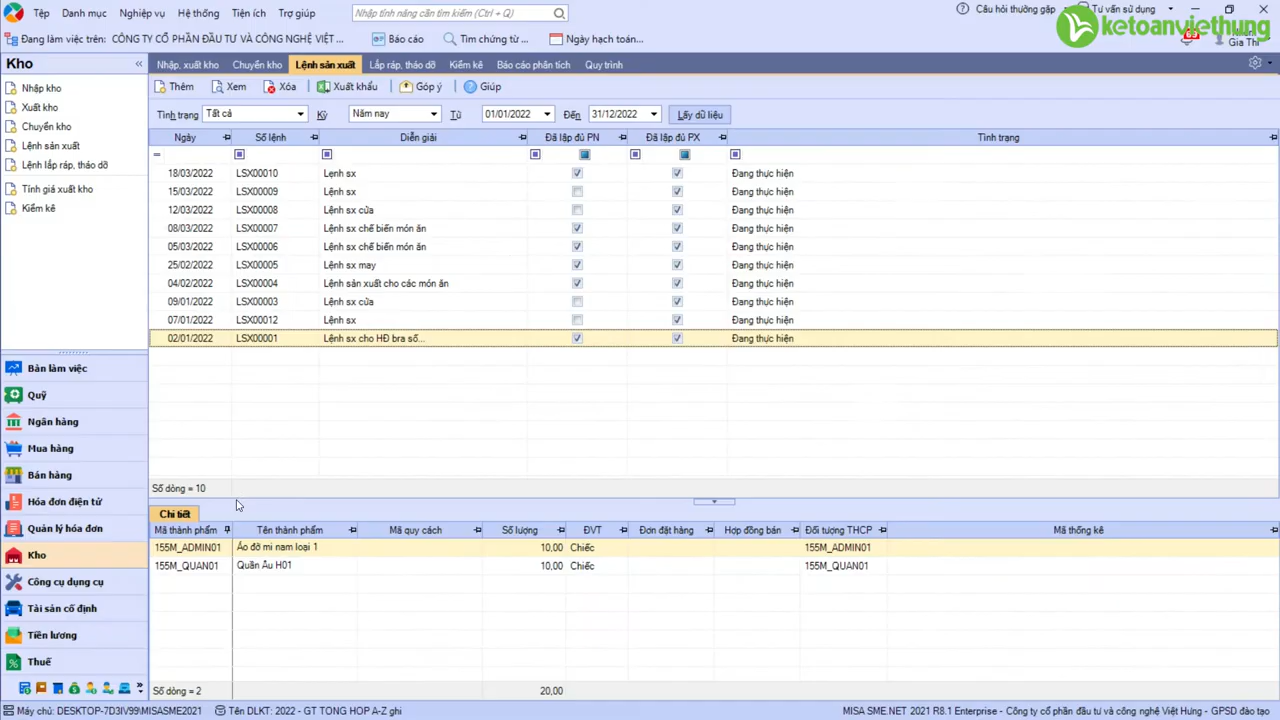 Tệp Danh mục Nghiệp vụ Hệ thống Tiện ích Trợ giúp Nhập tính năng cần tìm kiếm (Ctrl + Q) Câu hỏi thường gặp Tư vấn sử dụng
ketoanviethung
Đang làm việc trên: CÔNG TY CỔ PHẦN ĐẦU TƯ VÀ CÔNG NGHỆ VIỆT ... Báo cáo Tìm chứng từ... Ngày hạch toán... Gia Thi
Kho « Nhập, xuất kho Chuyển kho Lệnh sản xuất Lắp ráp, tháo dỡ Kiểm kê Báo cáo phân tích Quy trình
Nhập kho
Xuất kho
Chuyển kho
Lệnh sản xuất
Lệnh lắp ráp, tháo dỡ
Tính giá xuất kho
Kiểm kê
Thêm Xem Xóa Xuất khẩu Góp ý Giúp
Tình trạng Tất cả Kỳ Năm nay Từ 01/01/2022 Đến 31/12/2022 Lấy dữ liệu
Ngày Số lệnh Diễn giải Đã lập đủ PN Đã lập đủ PX Tình trạng
18/03/2022 LSX00010 Lệnh sx Đang thực hiện
15/03/2022 LSX00009 Lệnh sx Đang thực hiện
12/03/2022 LSX00008 Lệnh sx cửa Đang thực hiện
08/03/2022 LSX00007 Lệnh sx chế biến món ăn Đang thực hiện
05/03/2022 LSX00006 Lệnh sx chế biến món ăn Đang thực hiện
25/02/2022 LSX00005 Lệnh sx may Đang thực hiện
04/02/2022 LSX00004 Lệnh sản xuất cho các món ăn Đang thực hiện
09/01/2022 LSX00003 Lệnh sx cửa Đang thực hiện
07/01/2022 LSX00012 Lệnh sx Đang thực hiện
02/01/2022 LSX00001 Lệnh sx cho HĐ bra số... Đang thực hiện
Số dòng = 10
Bàn làm việc
Quỹ
Ngân hàng
Mua hàng
Bán hàng
Hóa đơn điện tử
Quản lý hóa đơn
Kho
Công cụ dụng cụ
Tài sản cố định
Tiền lương
Thuế
Chi tiết
Mã thành phẩm Tên thành phẩm Mã quy cách Số lượng ĐVT Đơn đặt hàng Hợp đồng bán Đối tượng THCP Mã thống kê
155M_ADMIN01 Áo đờ mi nam loại 1 10,00 Chiếc 155M_ADMIN01
155M_QUAN01 Quần Âu H01 10,00 Chiếc 155M_QUAN01
Số dòng = 2 20,00
Máy chủ: DESKTOP-7D3IV99\MISASME2021 Tên DLKT: 2022 - GT TONG HOP A-Z ghi MISA SME.NET 2021 R8.1 Enterprise - Công ty cổ phần đầu tư và công nghệ Việt Hưng - GPSD đào tạo